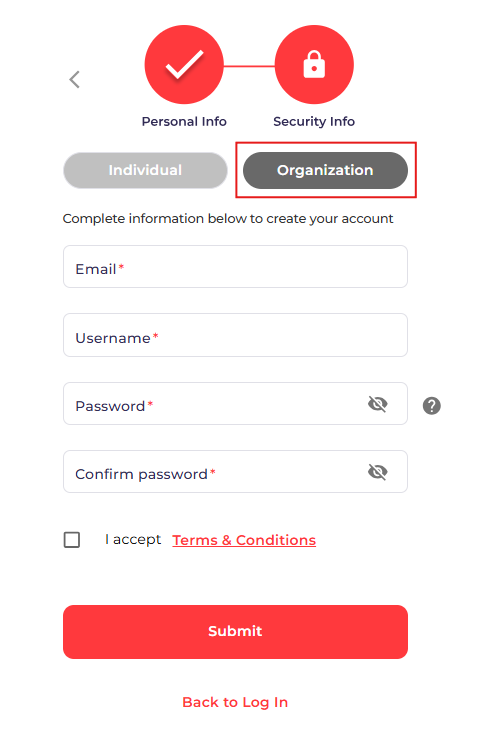 Personal Info Security Info
Individual Organization
Complete information below to create your account
Email*
Username*
Password*
?
Confirm password*
I accept Terms & Conditions
Submit
Back to Log In